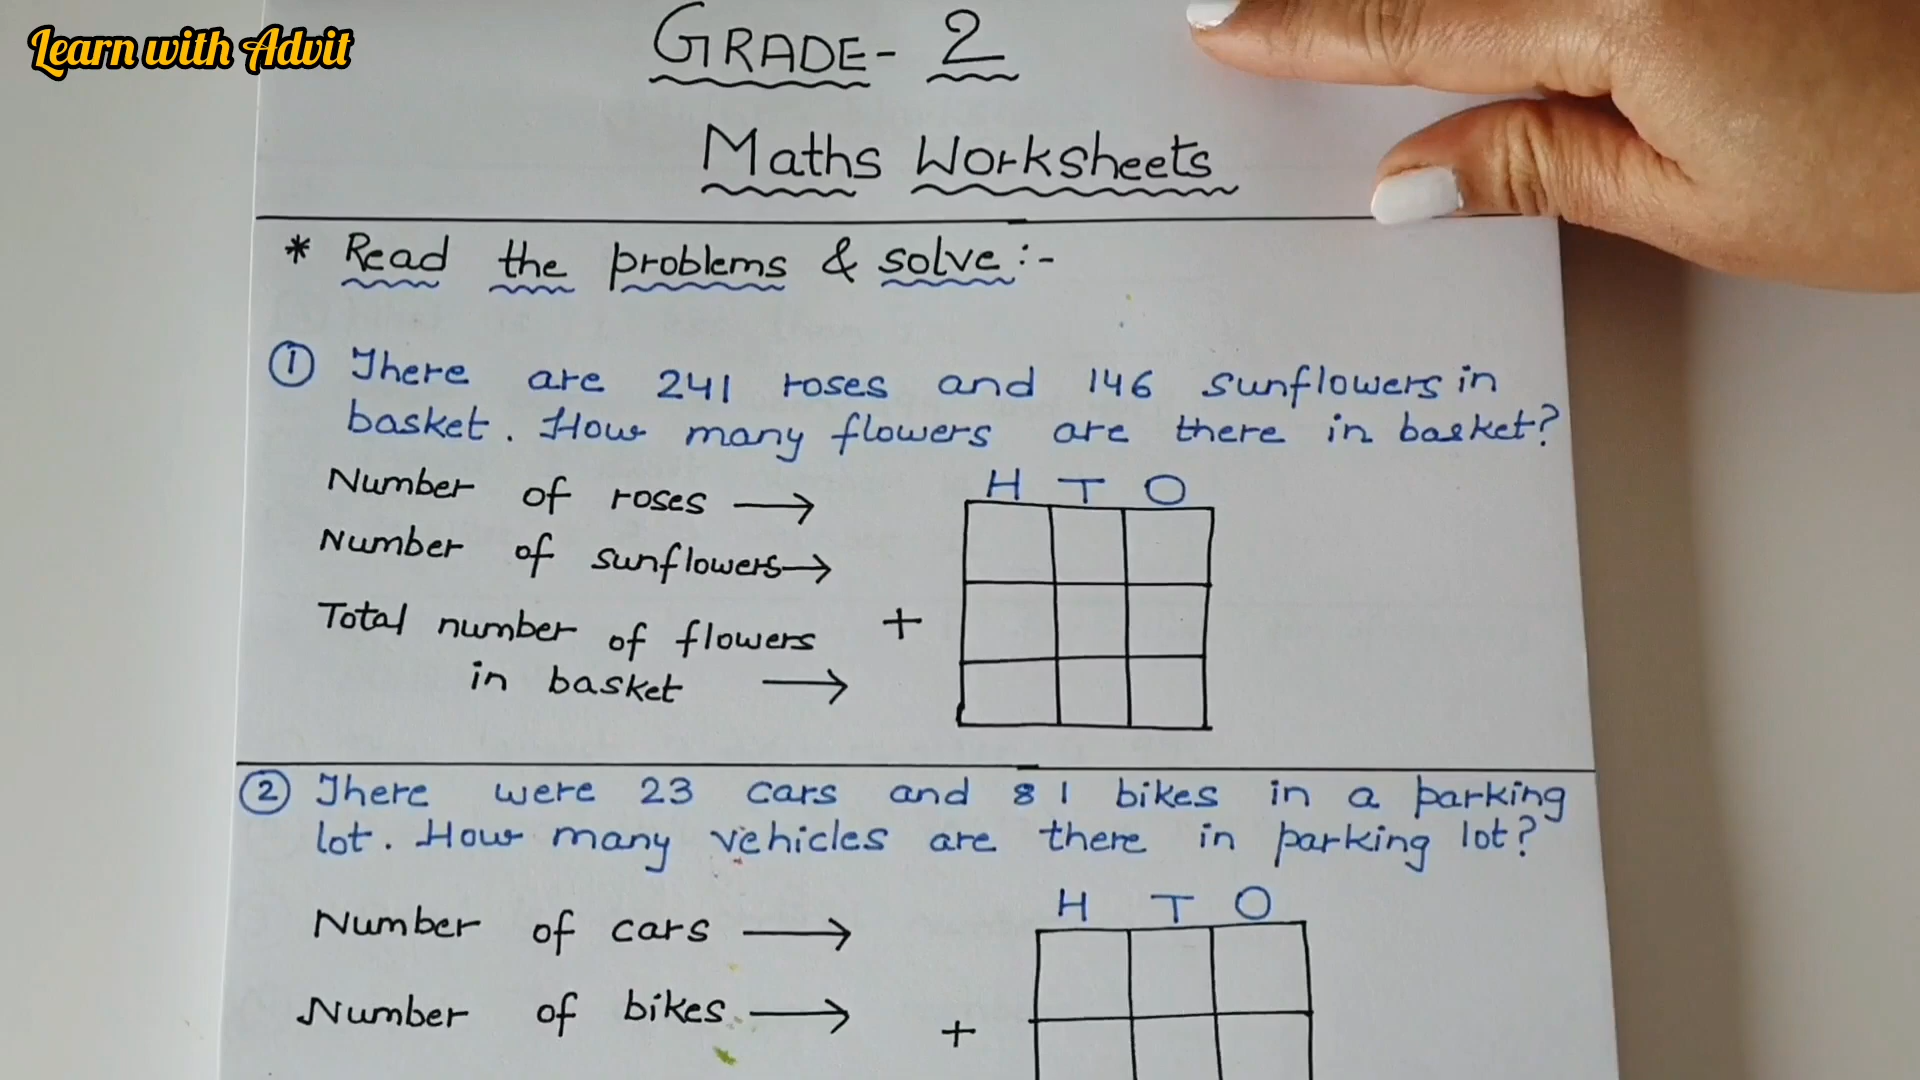 Learn with Advit
GRADE- 2
Maths Worksheets
* Read the problems & solve :-
① There are 241 roses and 146 sunflowers in
basket. How many flowers are there in basket?
H T O
Number of roses →
Number of sunflowers →
+
Total number of flowers
in basket →
② There were 23 cars and 81 bikes in a parking
lot. How many vehicles are there in parking lot?
H T O
Number of cars →
Number of bikes →
+